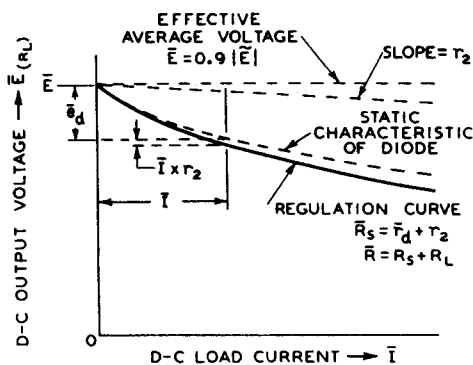 EFFECTIVE
AVERAGE VOLTAGE
E̅=0.9 |Ẽ|
SLOPE=r₂
E̅
e̅d
STATIC
CHARACTERISTIC
OF DIODE
I̅ x r₂
I̅
REGULATION CURVE
R̅S = r̅d + r₂
R̅ = RS + RL
D-C OUTPUT VOLTAGE → E̅(RL)
O
D-C LOAD CURRENT → I̅